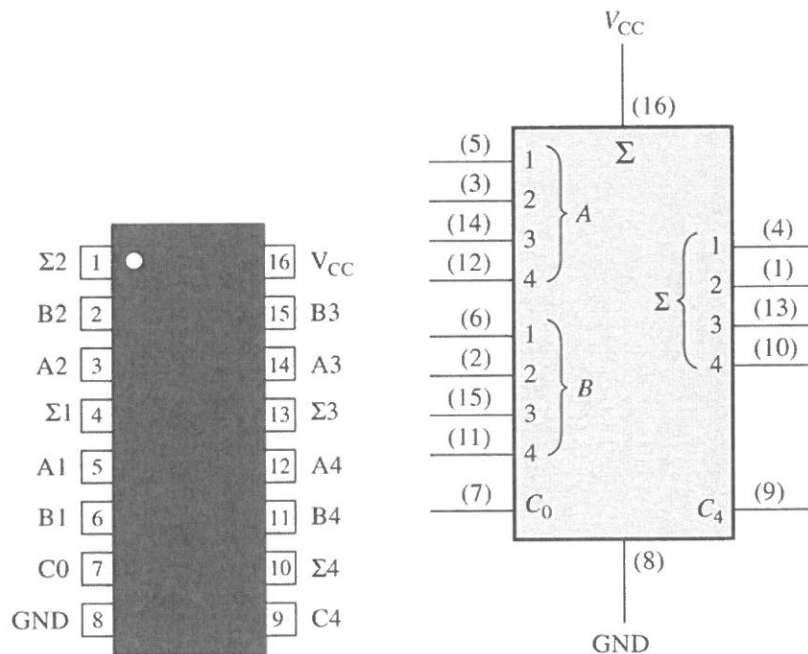 Σ2 1 16 V_CC
B2 2 15 B3
A2 3 14 A3
Σ1 4 13 Σ3
A1 5 12 A4
B1 6 11 B4
C0 7 10 Σ4
GND 8 9 C4
V_CC
(16)
Σ
(5) 1
(3) 2
(14) 3
(12) 4
A
(6) 1
(2) 2
(15) 3
(11) 4
B
(7) C₀
Σ
1 (4)
2 (1)
3 (13)
4 (10)
C₄ (9)
(8)
GND